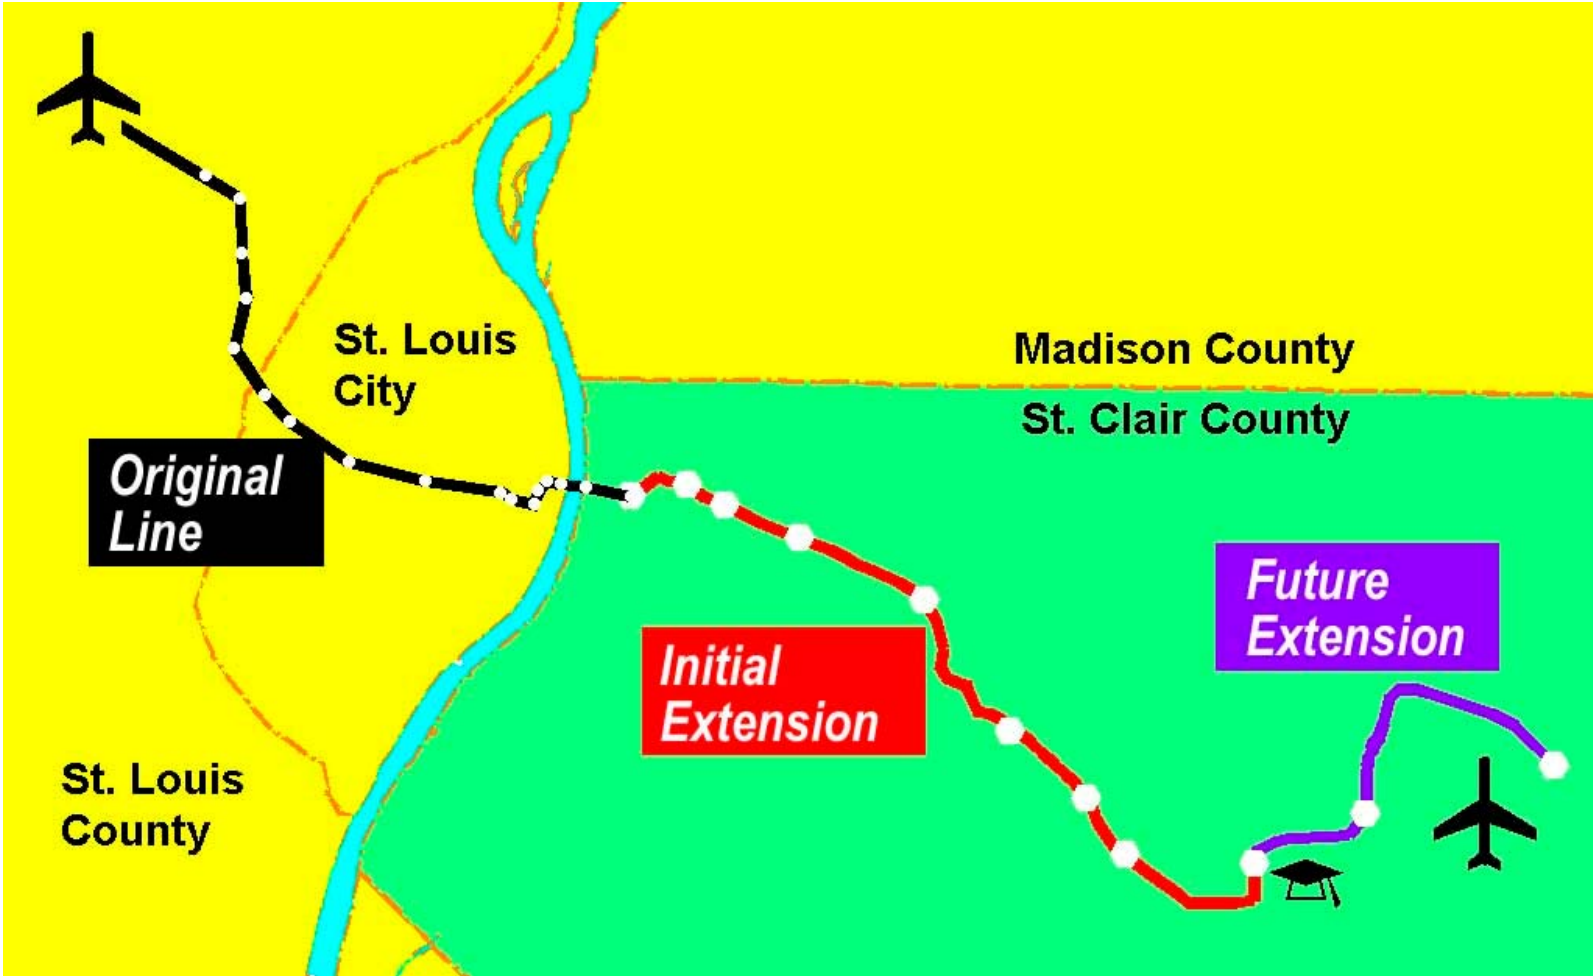 St. Louis
City
Madison County
St. Clair County
Original
Line
Future
Extension
Initial
Extension
St. Louis
County